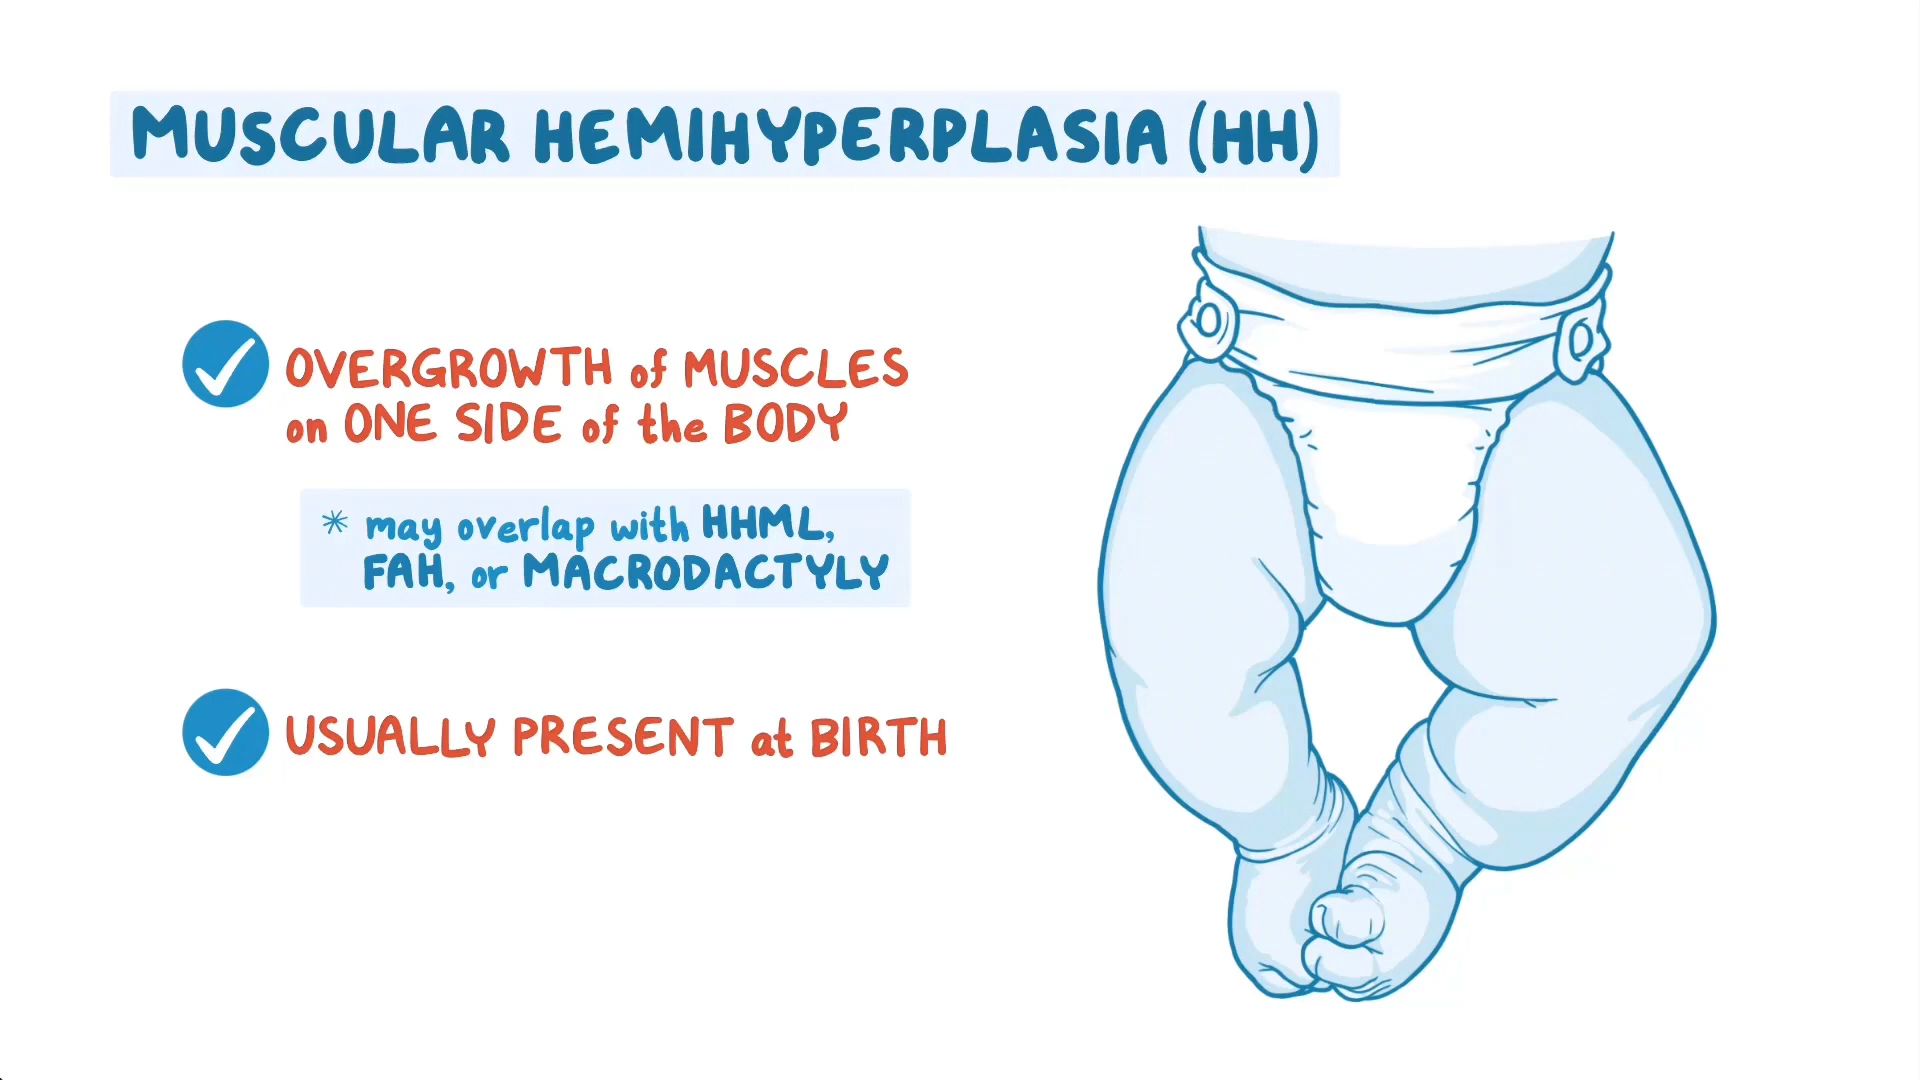 MUSCULAR HEMIHYPERPLASIA (HH)
OVERGROWTH of MUSCLES
on ONE SIDE of the BODY
* may overlap with HHML,
FAH, or MACRODACTYLY
USUALLY PRESENT at BIRTH